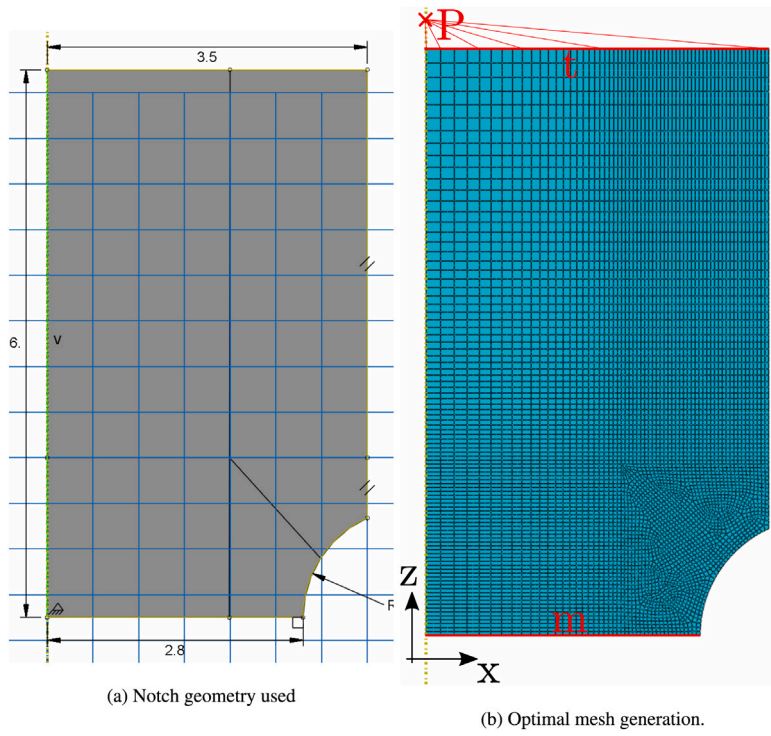 3.5
6.
v
R
2.8
(a) Notch geometry used
P
t
m
Z
X
(b) Optimal mesh generation.